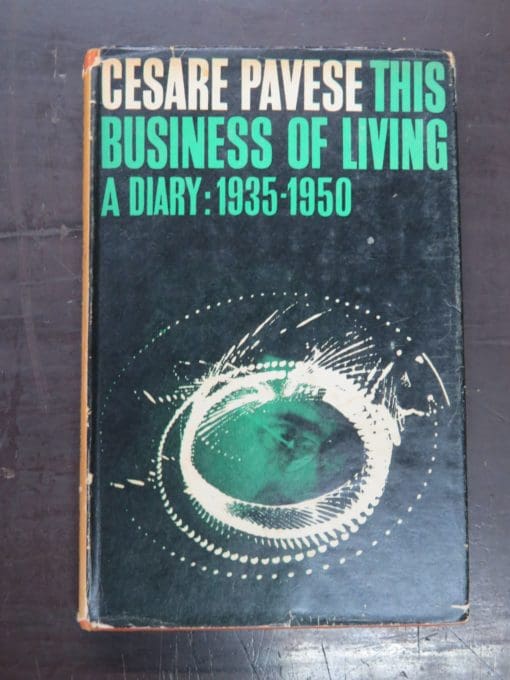 CESARE PAVESE THIS
BUSINESS OF LIVING
A DIARY: 1935-1950